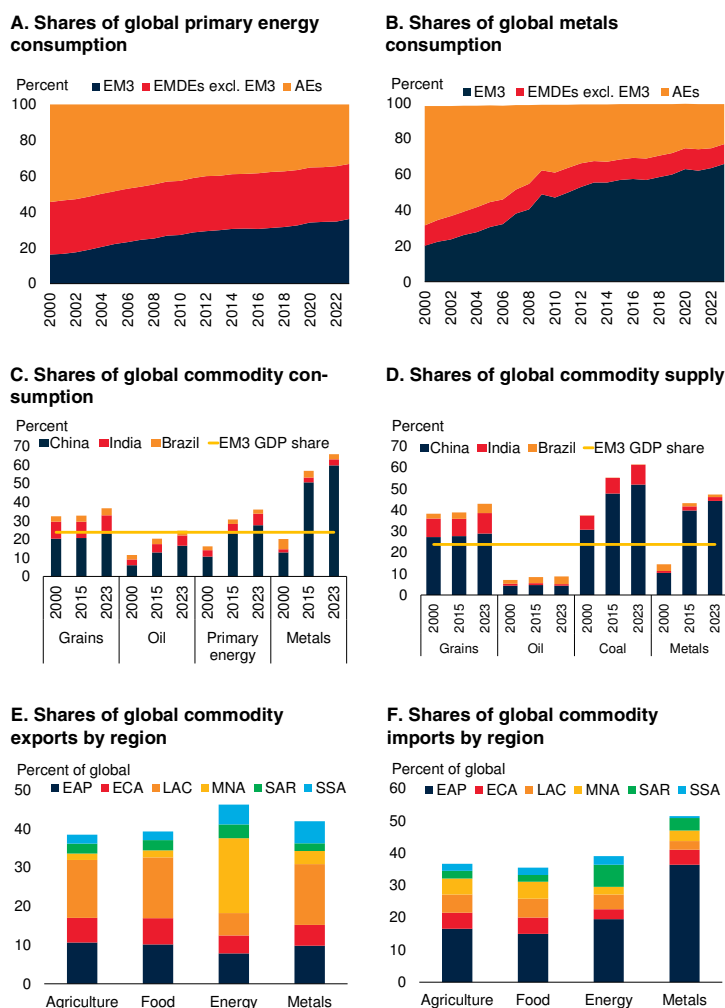 A. Shares of global primary energy
consumption
Percent
EM3 EMDEs excl. EM3 AEs
100
80
60
40
20
0
2000 2002 2004 2006 2008 2010 2012 2014 2016 2018 2020 2022
B. Shares of global metals
consumption
Percent
EM3 EMDEs excl. EM3 AEs
100
80
60
40
20
0
2000 2002 2004 2006 2008 2010 2012 2014 2016 2018 2020 2022
C. Shares of global commodity con-
sumption
Percent
China India Brazil EM3 GDP share
70
60
50
40
30
20
10
0
2000 2015 2023 2000 2015 2023 2000 2015 2023 2000 2015 2023
Grains Oil Primary Metals
energy
D. Shares of global commodity supply
Percent
China India Brazil EM3 GDP share
70
60
50
40
30
20
10
0
2000 2015 2023 2000 2015 2023 2000 2015 2023 2000 2015 2023
Grains Oil Coal Metals
E. Shares of global commodity
exports by region
Percent of global
EAP ECA LAC MNA SAR SSA
50
40
30
20
10
0
Agriculture Food Energy Metals
F. Shares of global commodity
imports by region
Percent of global
EAP ECA LAC MNA SAR SSA
60
50
40
30
20
10
0
Agriculture Food Energy Metals